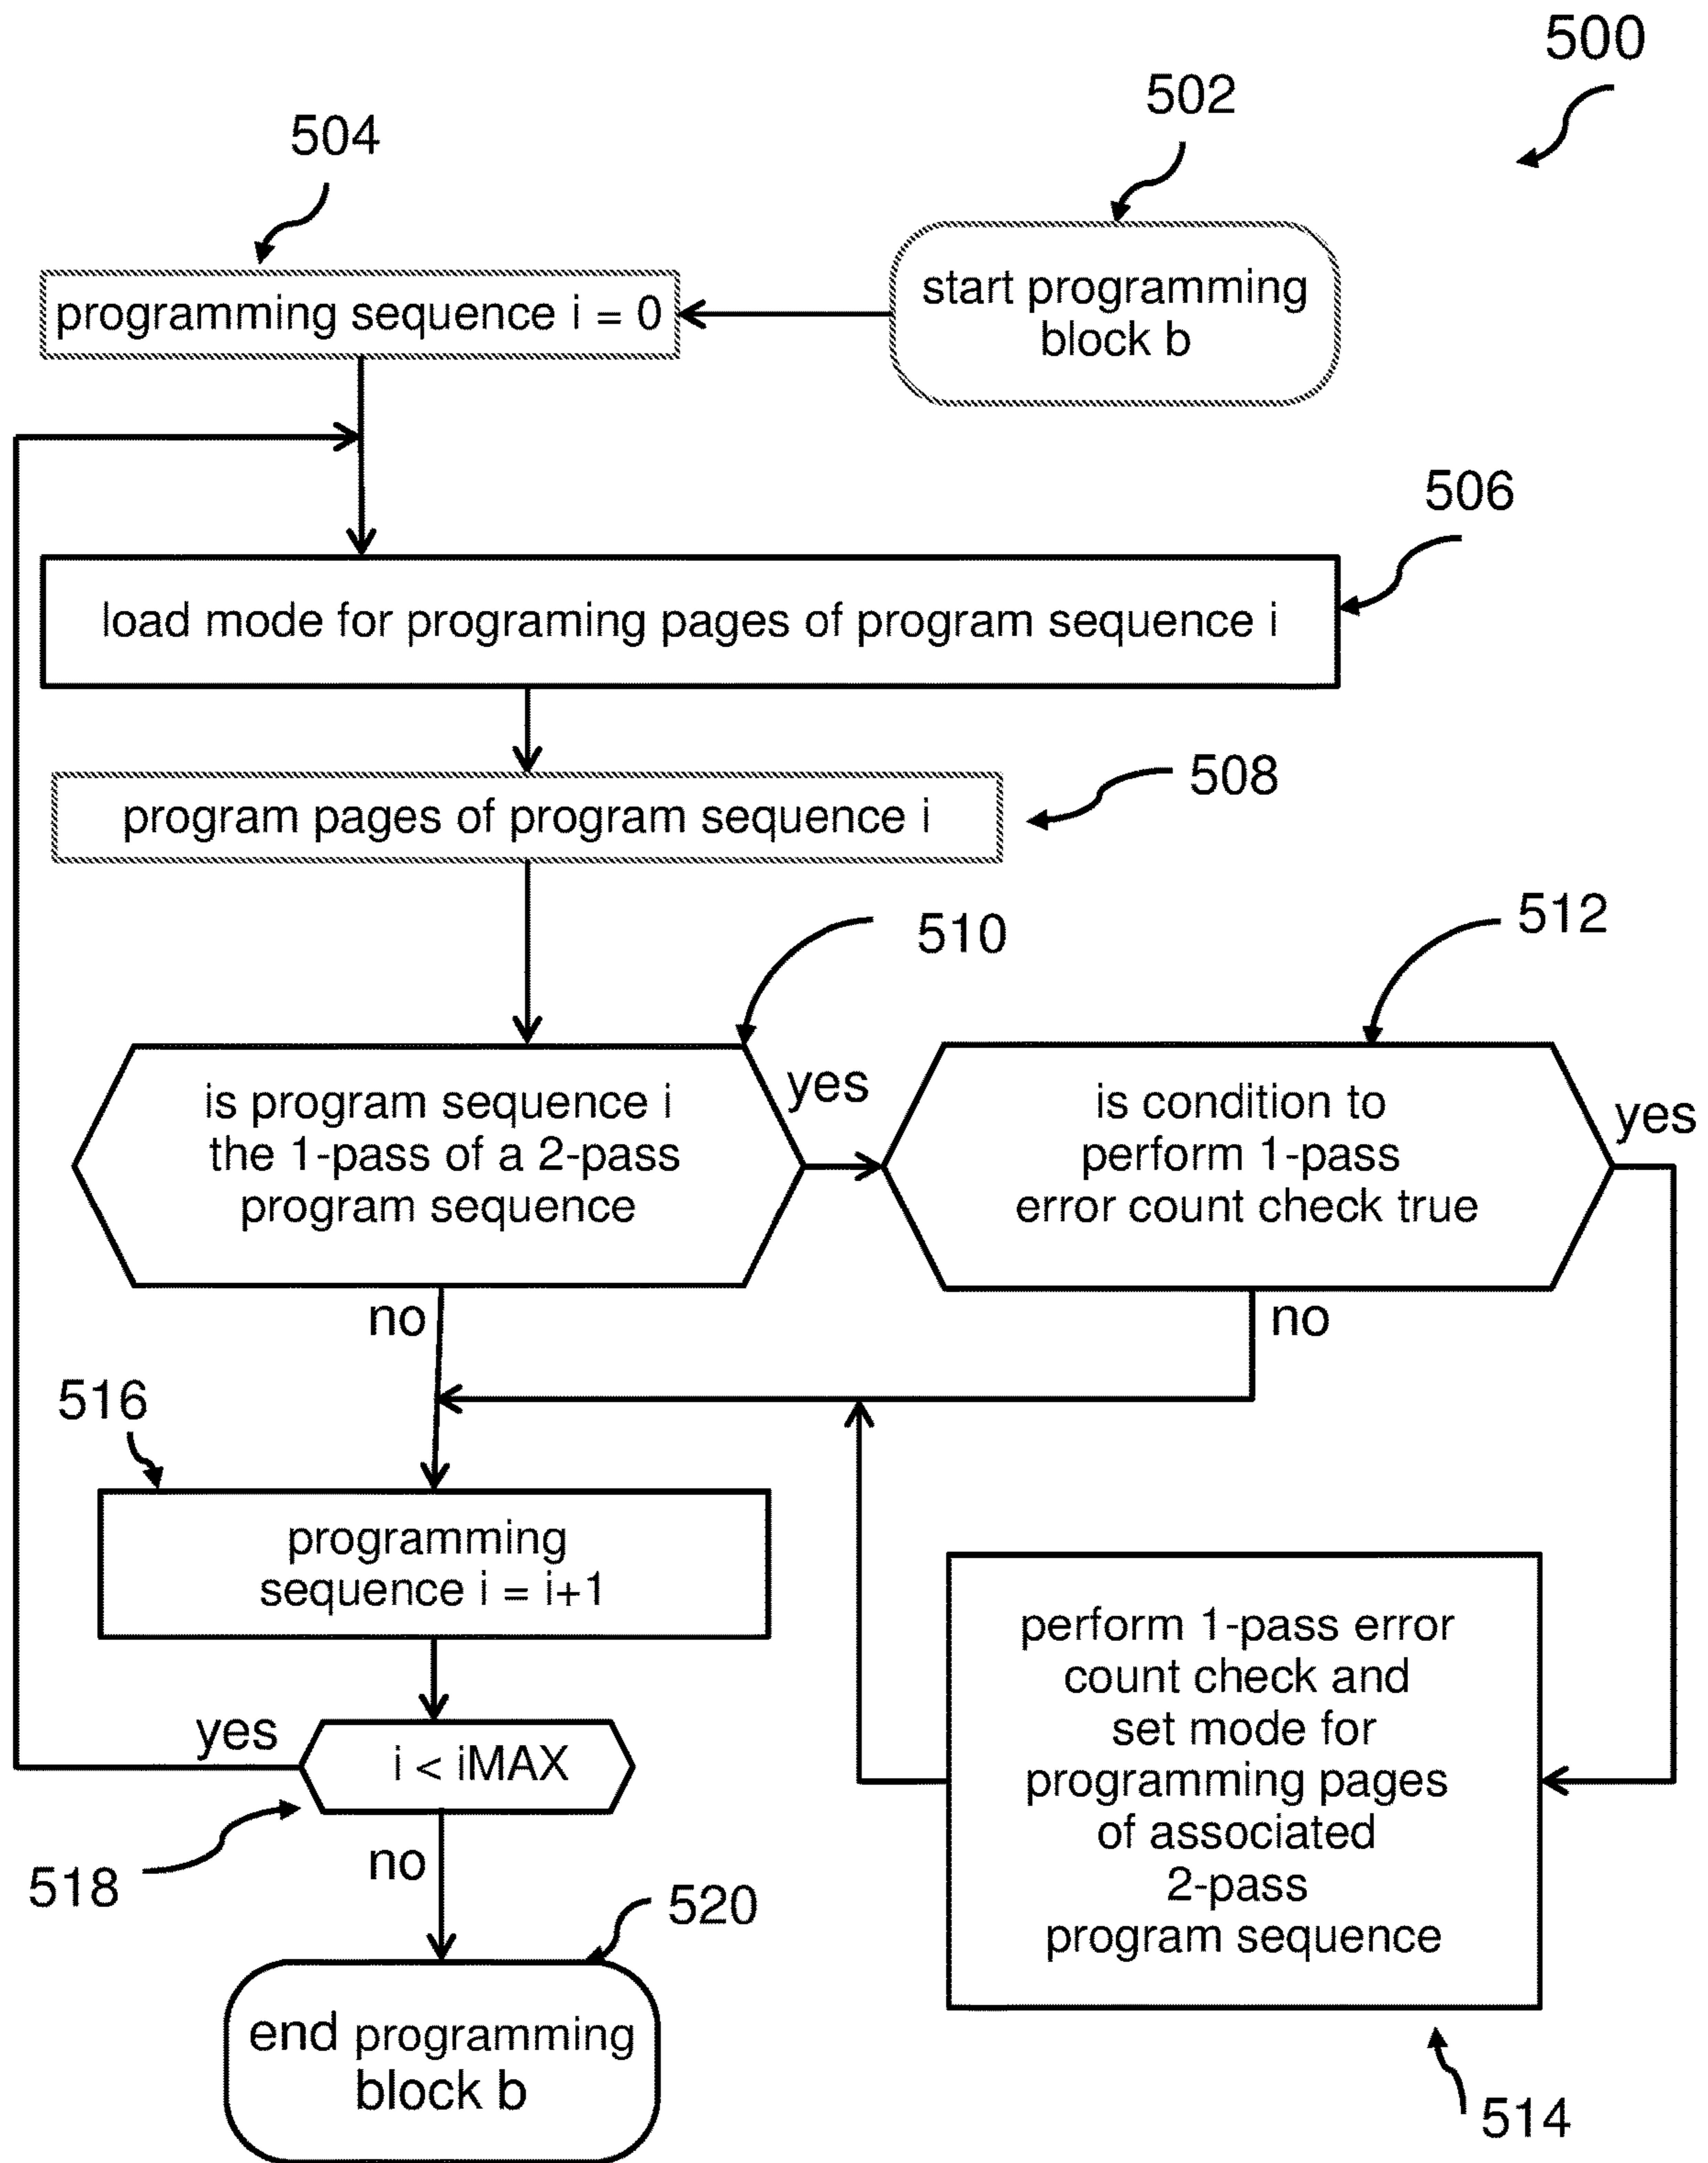 500
502
504
start programming
block b
programming sequence i = 0
506
load mode for programing pages of program sequence i
508
program pages of program sequence i
510
512
is program sequence i
the 1-pass of a 2-pass
program sequence
yes
is condition to
perform 1-pass
error count check true
yes
no
no
516
programming
sequence i = i+1
perform 1-pass error
count check and
set mode for
programming pages
of associated
2-pass
program sequence
yes
i < iMAX
518
no
520
end programming
block b
514